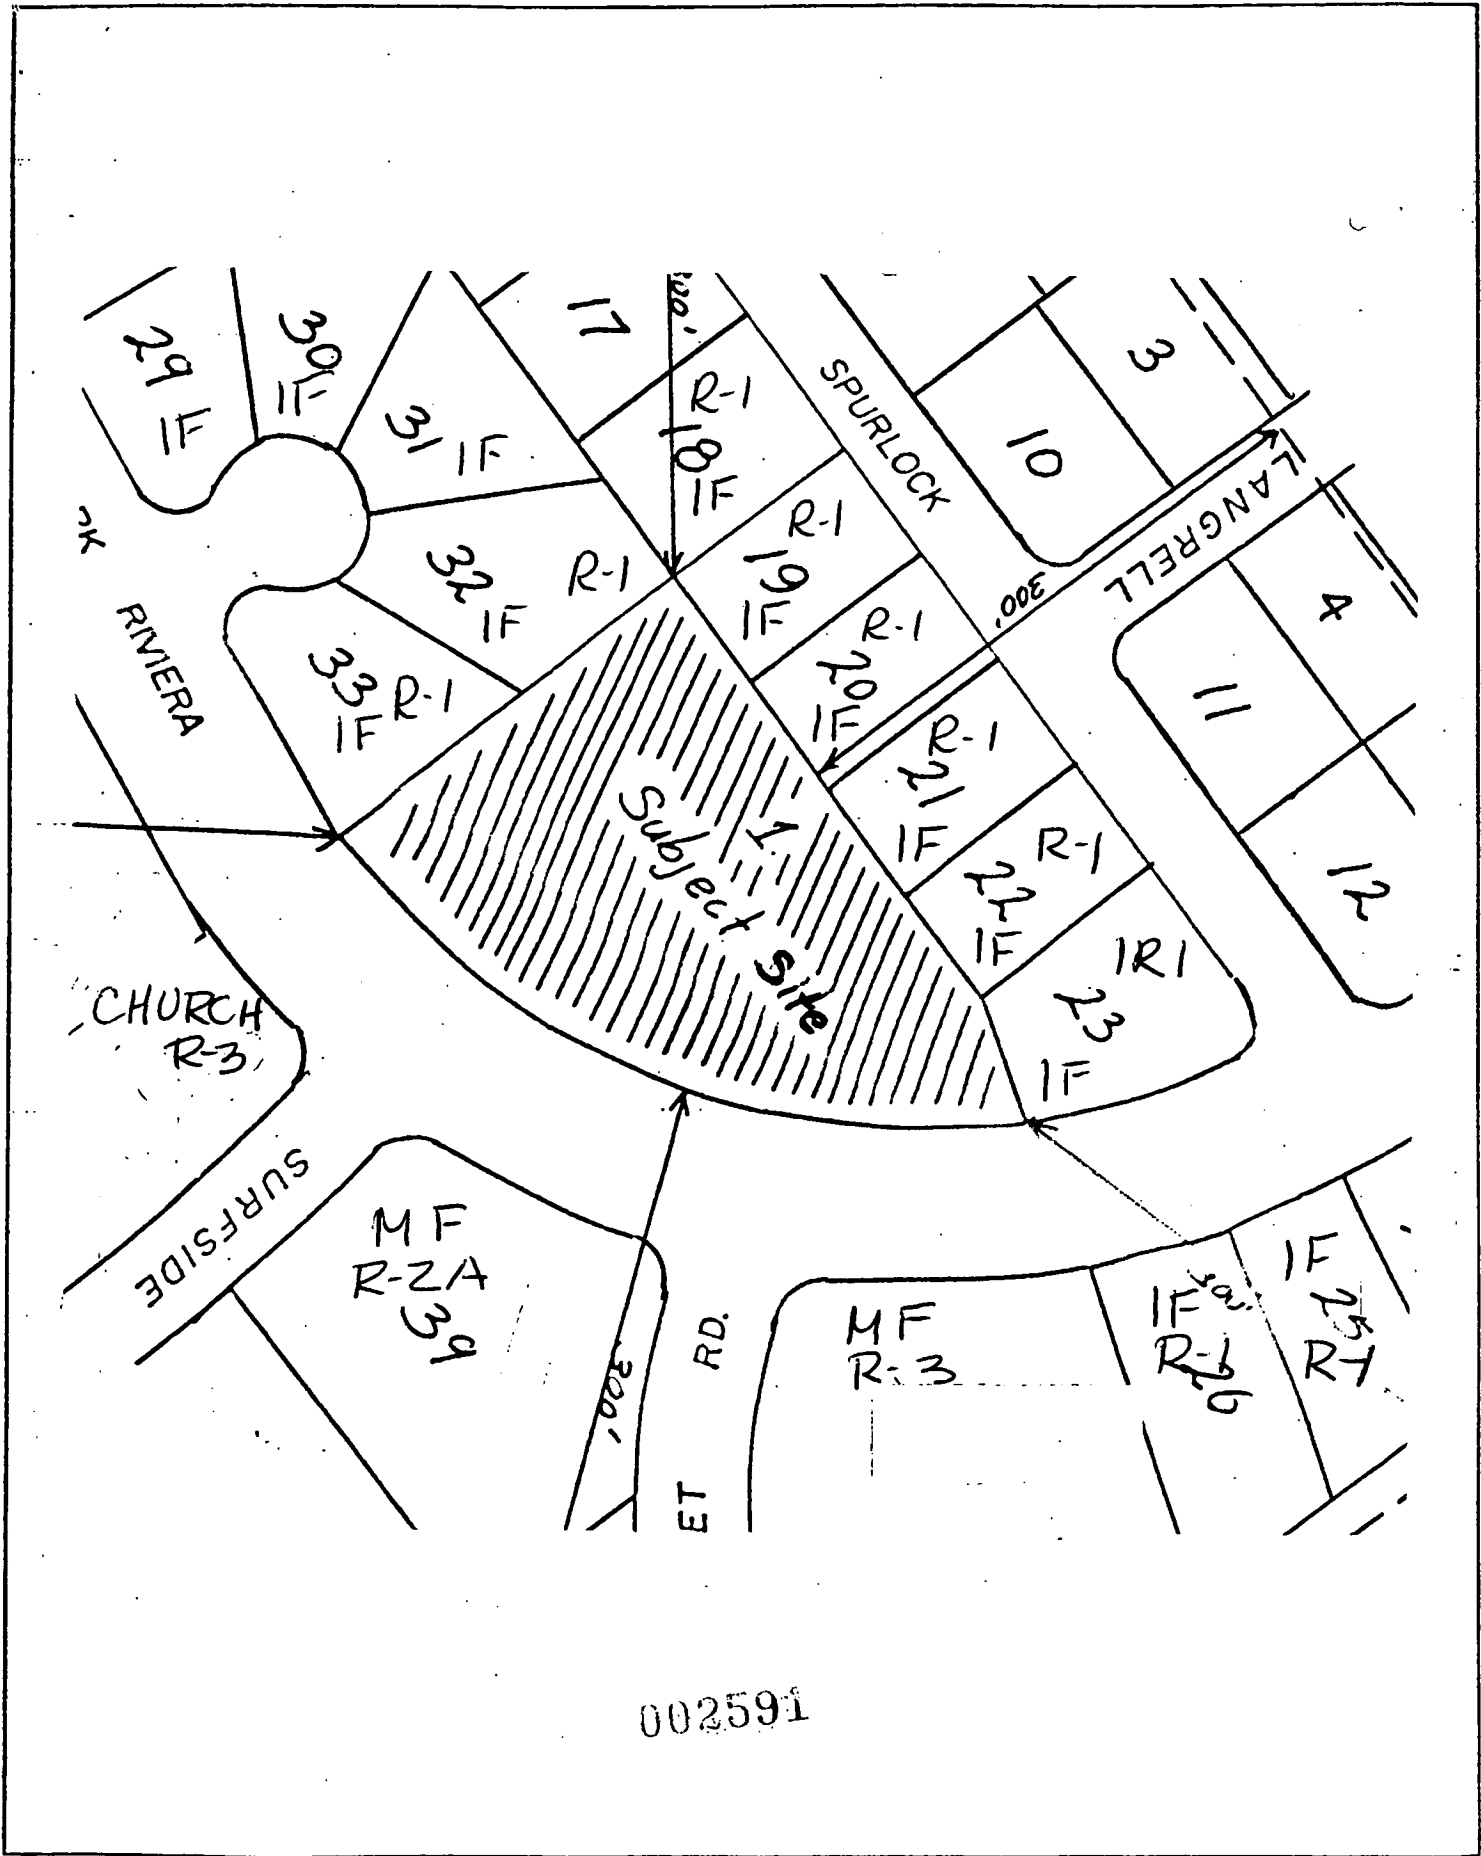 29
1F
30
1F
31 1F
17
R-1
18
1F
SPURLOCK
3
10
LANGRELL
300'
R-1
19
1F
32
1F
R-1
RIVIERA
33 R-1
1F
R-1
20
1F
4
11
12
R-1
21
1F
R-1
22
1F
1R1
23
1F
1
Subject Site
CHURCH
R-3
SURFSIDE
MF
R-2A
39
300'
RD.
ET
MF
R-3
1F
R-1
26
1F
25
R-1
002591